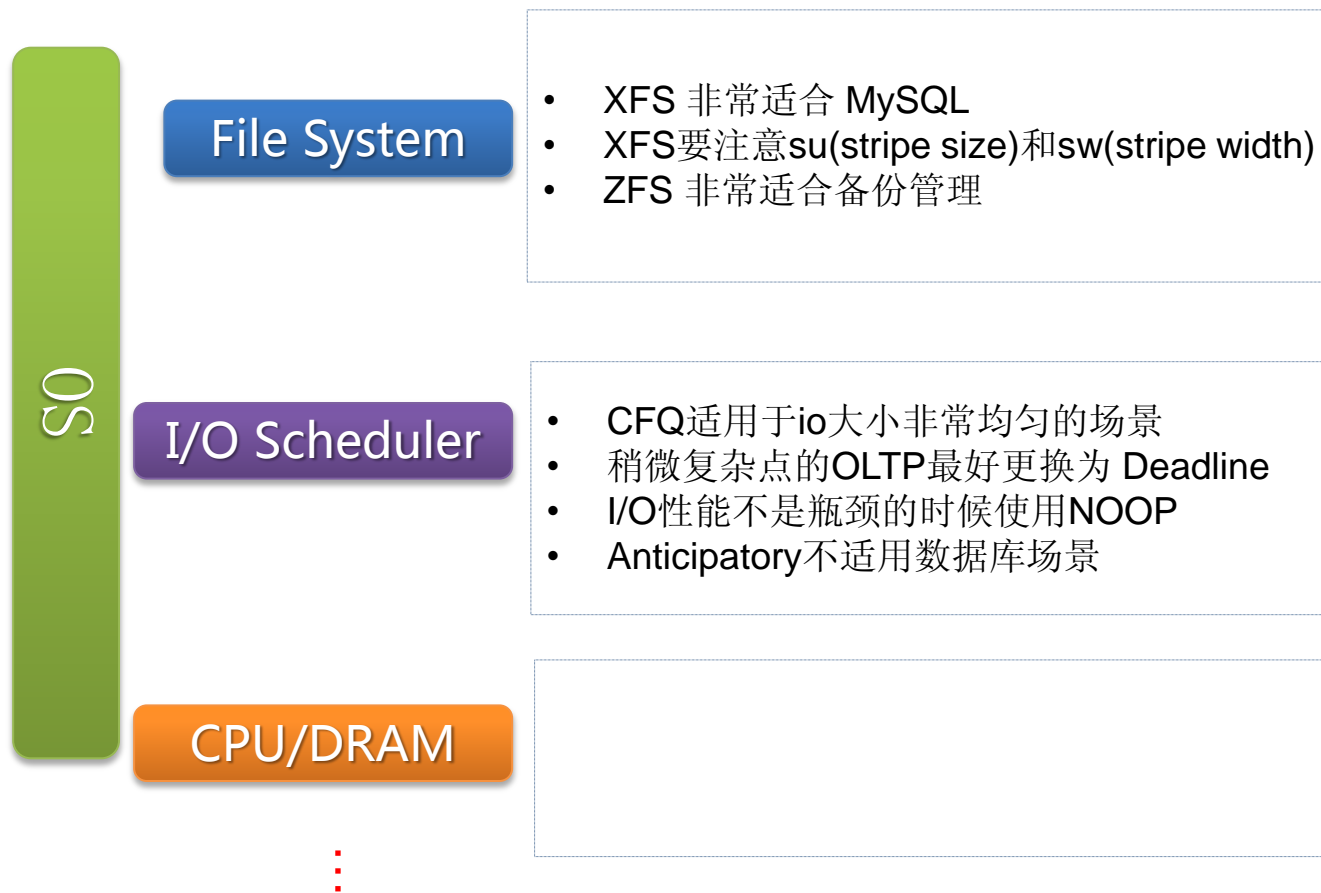 OS
File System
• XFS 非常适合 MySQL
• XFS要注意su(stripe size)和sw(stripe width)
• ZFS 非常适合备份管理
I/O Scheduler
• CFQ适用于io大小非常均匀的场景
• 稍微复杂点的OLTP最好更换为 Deadline
• I/O性能不是瓶颈的时候使用NOOP
• Anticipatory不适用数据库场景
CPU/DRAM